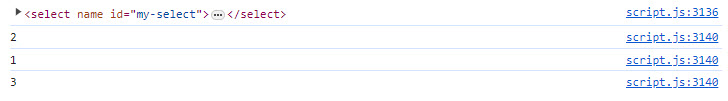 <select name id="my-select">…</select> script.js:3136
2 script.js:3140
1 script.js:3140
3 script.js:3140